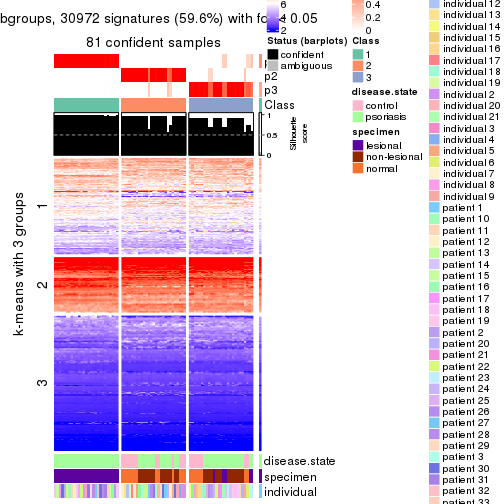 bgroups, 30972 signatures (59.6%) with fd < 0.05
81 confident samples
p2
p3
Class
1
0.5
0
Silhouette
score
k-means with 3 groups
1
2
3
disease.state
specimen
individual
6
4
2
Status (barplots)
confident
ambiguous
0.4
0.2
0
Class
1
2
3
disease.state
control
psoriasis
specimen
lesional
non-lesional
normal
individual 12
individual 13
individual 14
individual 15
individual 16
individual 17
individual 18
individual 19
individual 2
individual 20
individual 21
individual 3
individual 4
individual 5
individual 6
individual 7
individual 8
individual 9
patient 1
patient 10
patient 11
patient 12
patient 13
patient 14
patient 15
patient 16
patient 17
patient 18
patient 19
patient 2
patient 20
patient 21
patient 22
patient 23
patient 24
patient 25
patient 26
patient 27
patient 28
patient 29
patient 3
patient 30
patient 31
patient 32
patient 33